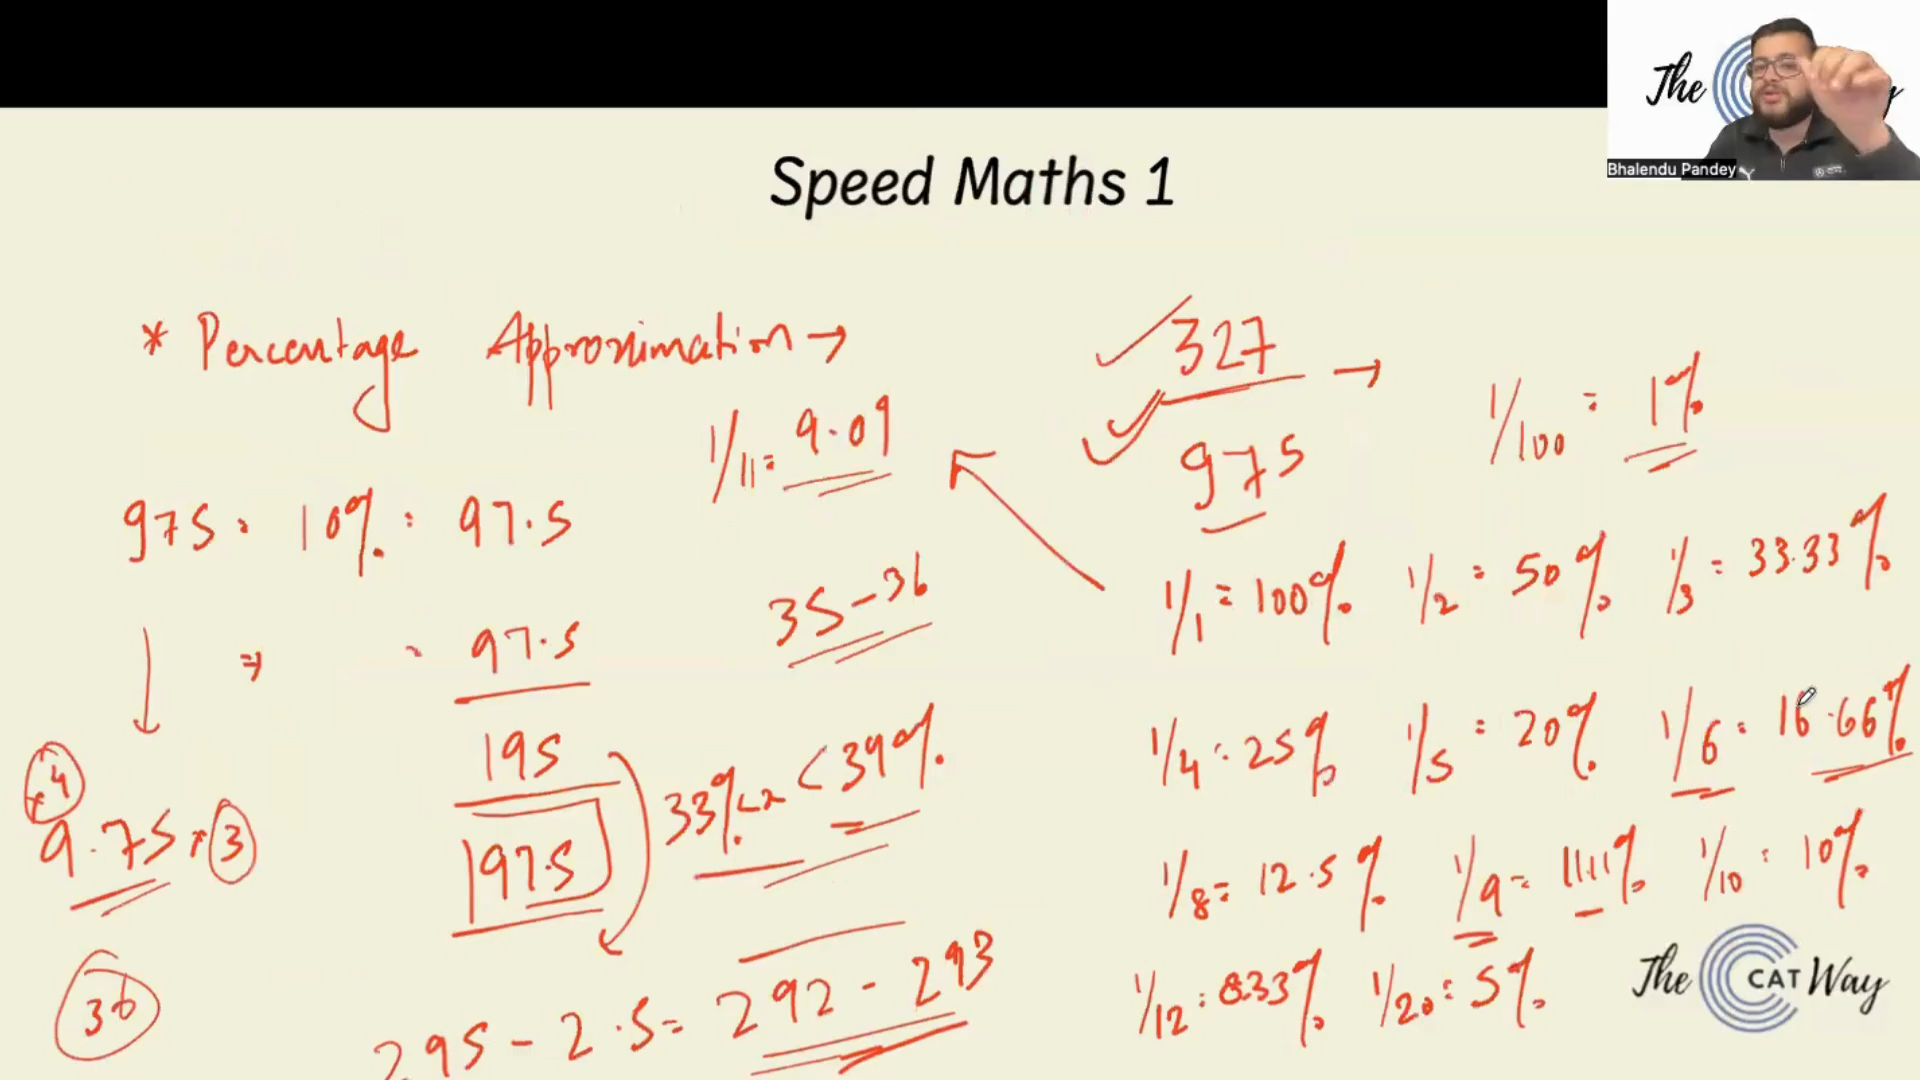 The C Way
Bhalendu Pandey
Speed Maths 1
* Percentage Approximation →
327
975
→
1/100 = 1%
1/11 = 9.09
975 = 10% = 97.5
35 - 36
1/1 = 100% 1/2 = 50% 1/3 = 33.33%
⇒ = 97.5
195
197.5
33% < x < 34%
1/4 = 25% 1/5 = 20% 1/6 = 16.66%
x4
9.75 x 3
1/8 = 12.5% 1/9 = 11.11% 1/10 = 10%
36
295 - 2.5 = 292 - 293
1/12 = 8.33% 1/20 = 5%
The CAT Way